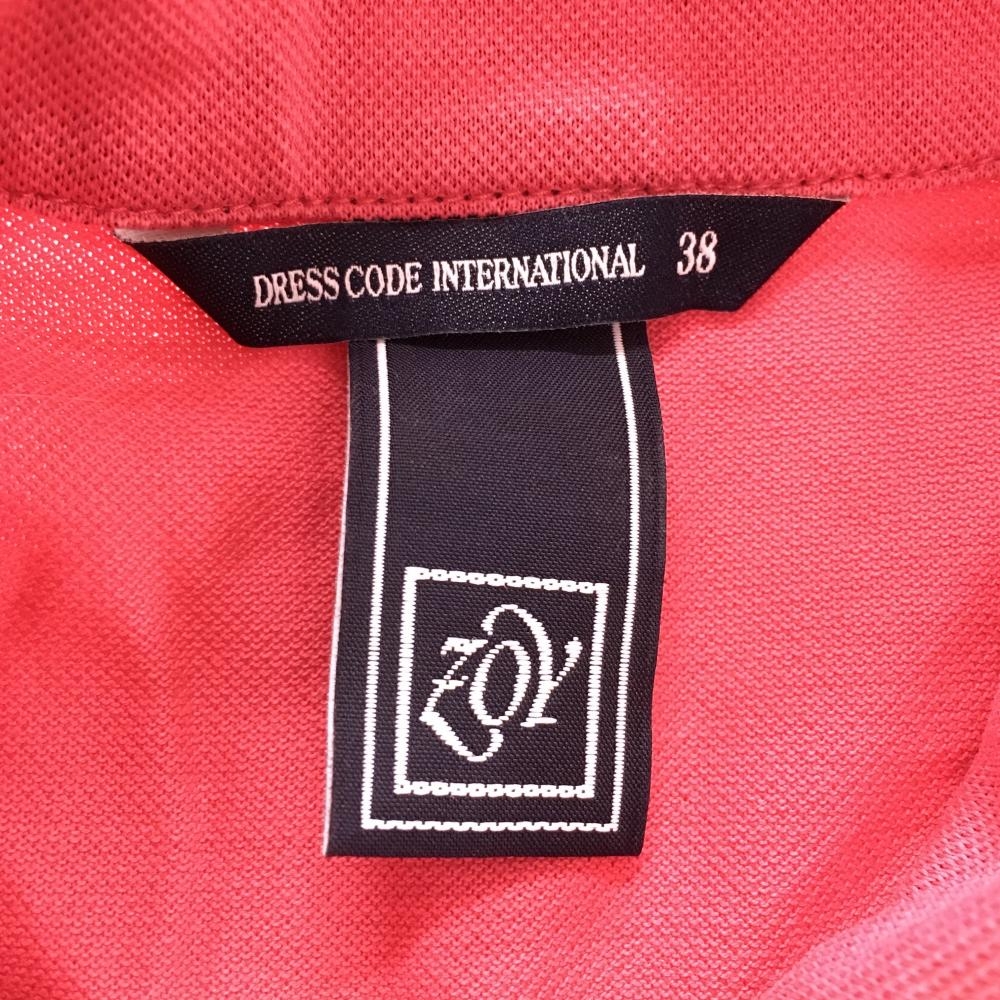 DRESS CODE INTERNATIONAL 38
ZOY